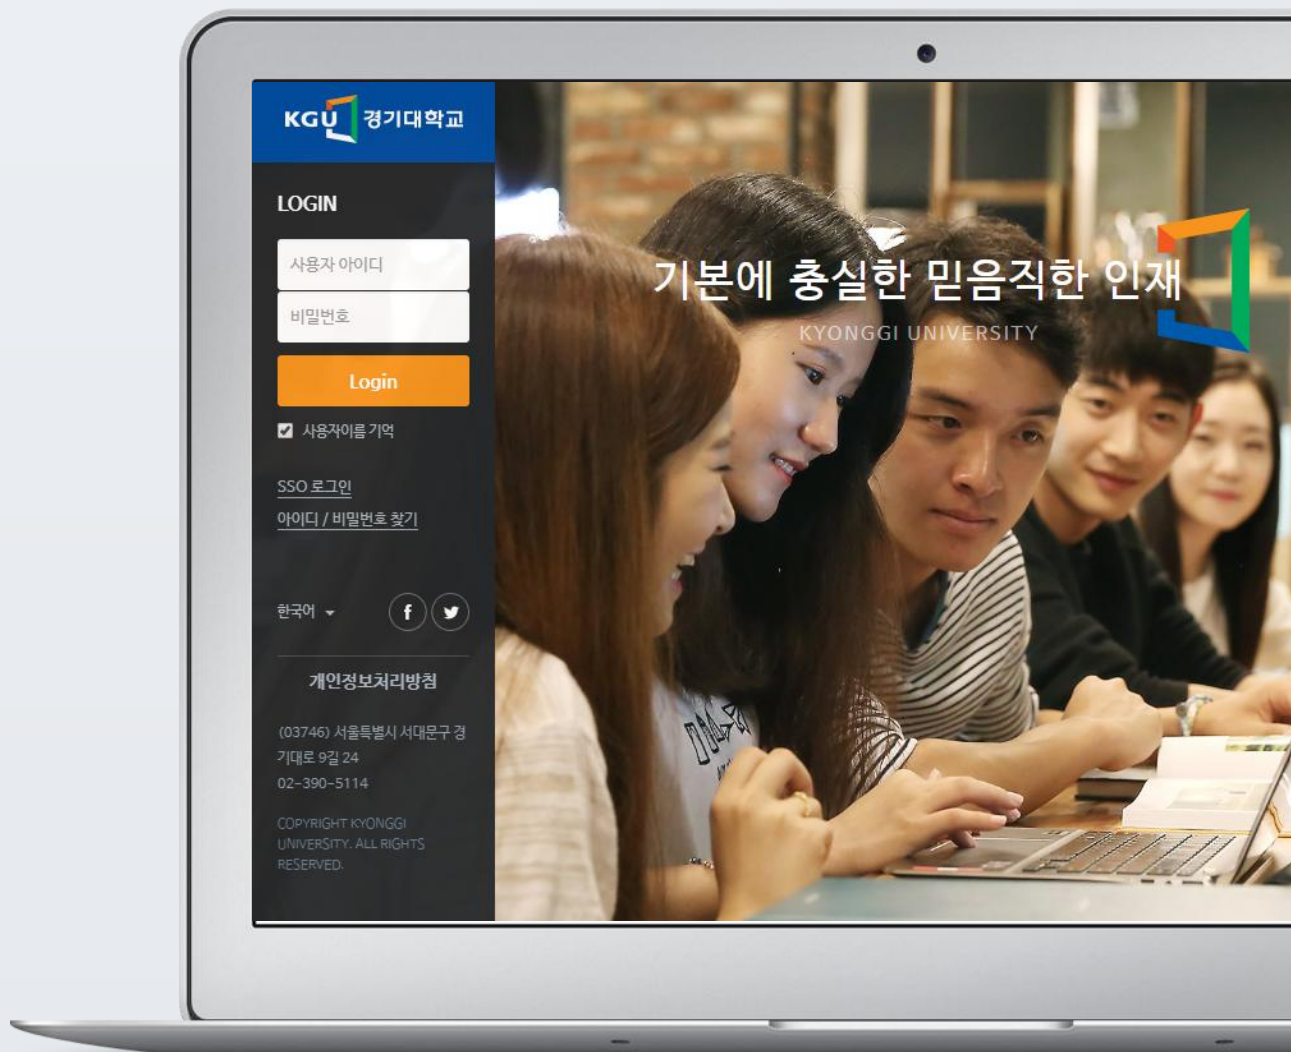 KGU 경기대학교
LOGIN
사용자 아이디
비밀번호
Login
사용자이름 기억
SSO 로그인
아이디 / 비밀번호 찾기
한국어
개인정보처리방침
(03746) 서울특별시 서대문구 경
기대로 9길 24
02-390-5114
COPYRIGHT KYONGGI
UNIVERSITY. ALL RIGHTS
RESERVED.
기본에 충실한 믿음직한 인재
KYONGGI UNIVERSITY